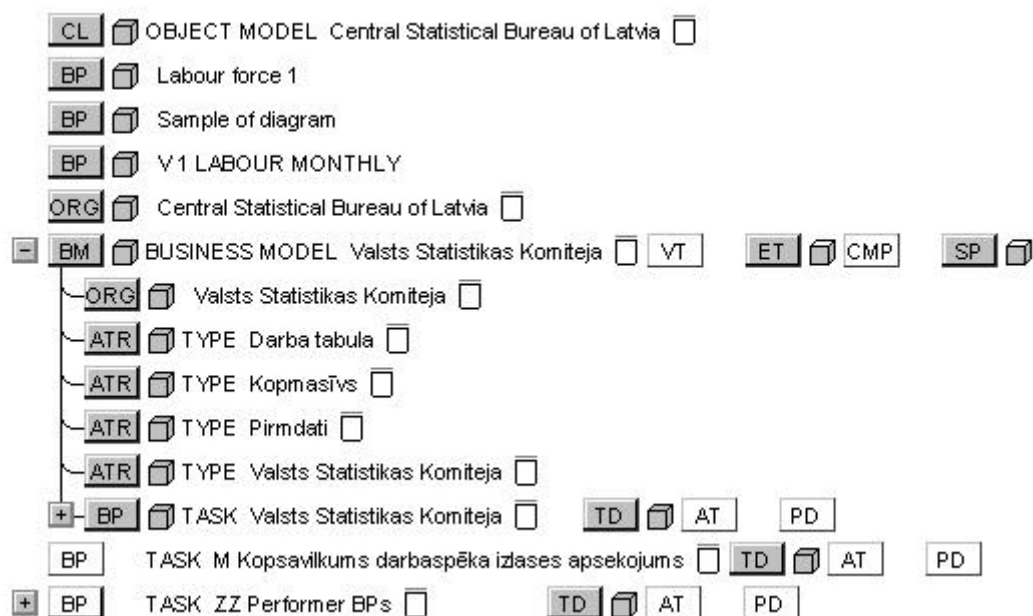 CL OBJECT MODEL Central Statistical Bureau of Latvia
BP Labour force 1
BP Sample of diagram
BP V1 LABOUR MONTHLY
ORG Central Statistical Bureau of Latvia
BM BUSINESS MODEL Valsts Statistikas Komiteja VT ET CMP SP
ORG Valsts Statistikas Komiteja
ATR TYPE Darba tabula
ATR TYPE Kopmasīvs
ATR TYPE Pirmdati
ATR TYPE Valsts Statistikas Komiteja
BP TASK Valsts Statistikas Komiteja TD AT PD
BP TASK M Kopsavilkums darbaspēka izlases apsekojums TD AT PD
BP TASK ZZ Performer BPs TD AT PD